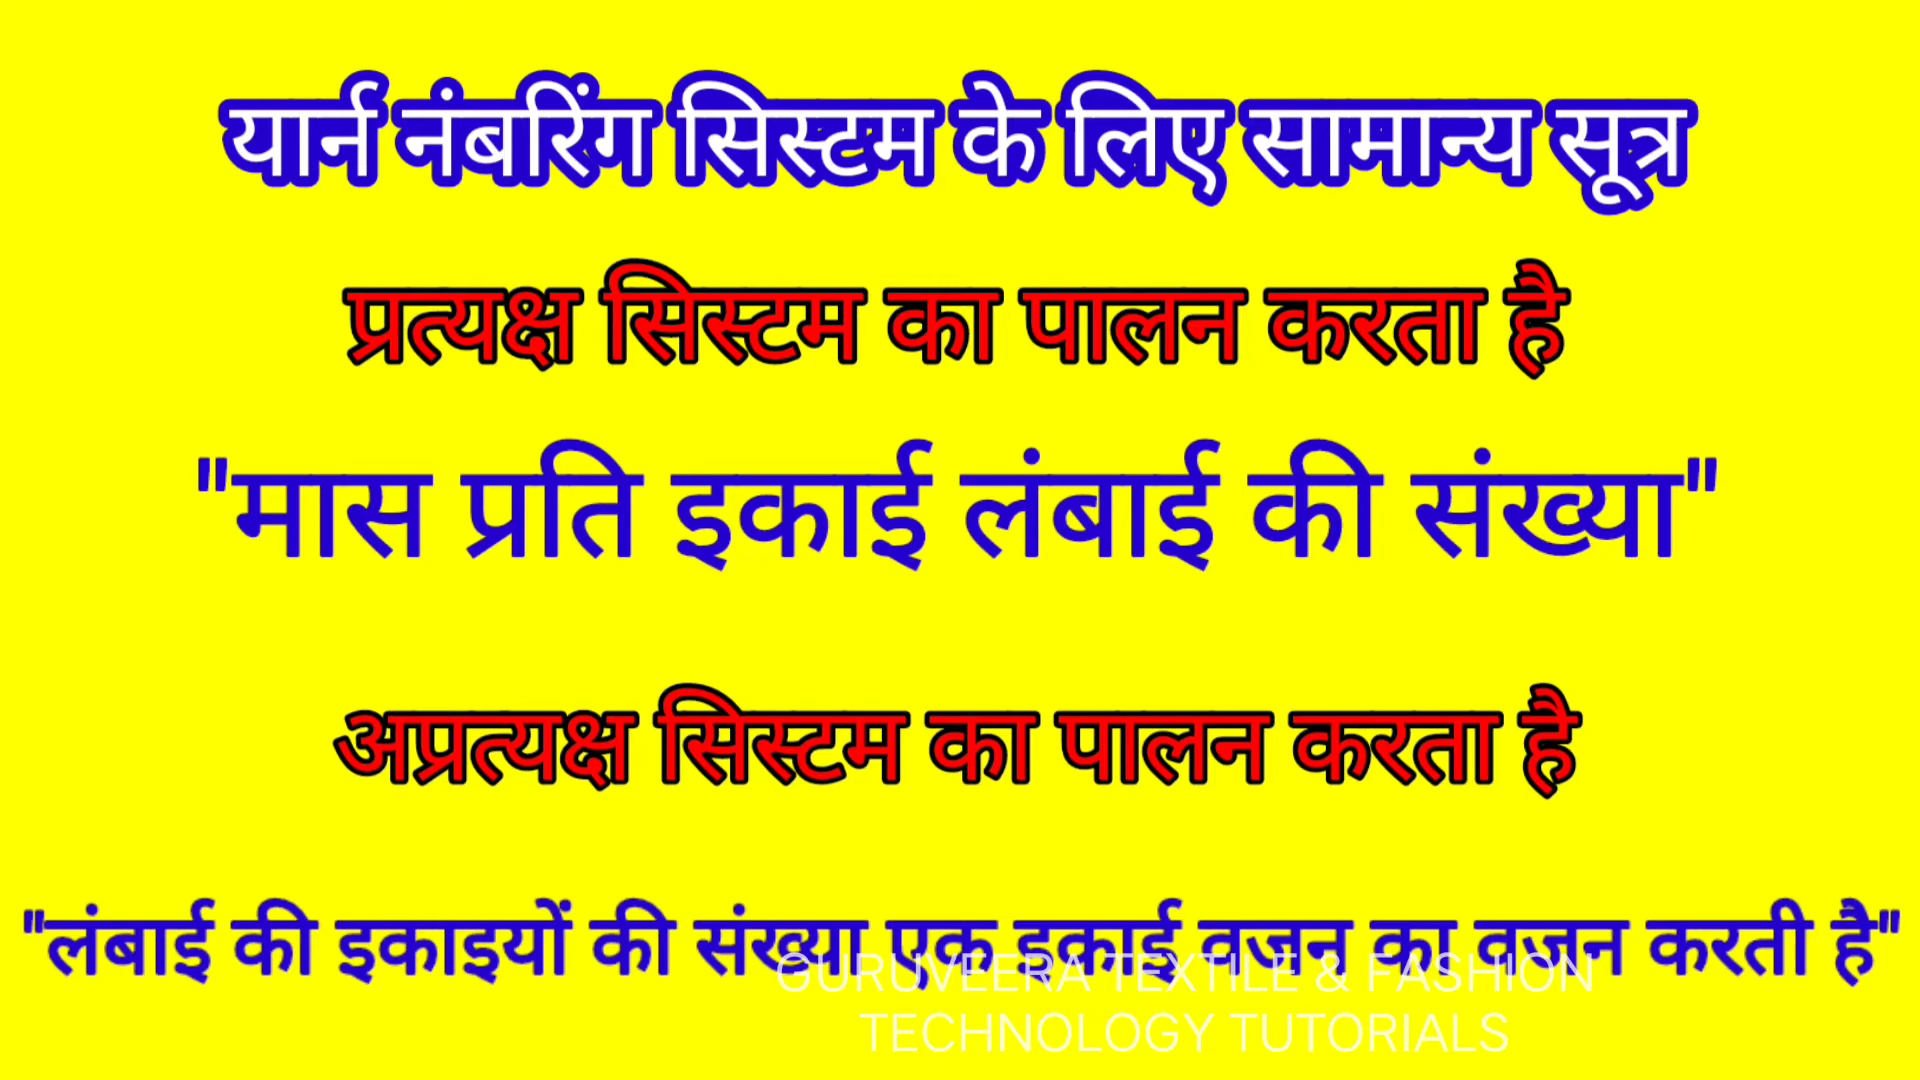 यार्न नंबरिंग सिस्टम के लिए सामान्य सूत्र
प्रत्यक्ष सिस्टम का पालन करता है
"मास प्रति इकाई लंबाई की संख्या"
अप्रत्यक्ष सिस्टम का पालन करता है
"लंबाई की इकाइयों की संख्या एक इकाई वजन का वजन करती है"
GURUVEERA TEXTILE & FASHION
TECHNOLOGY TUTORIALS